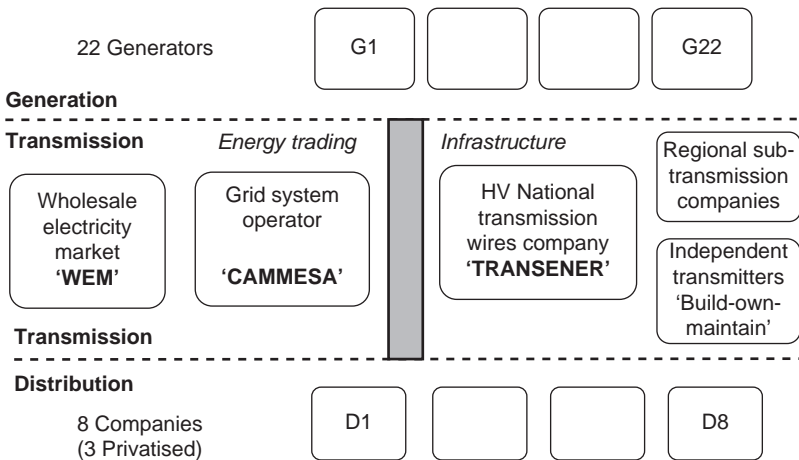 22 Generators
G1
G22
Generation
Transmission
Energy trading
Infrastructure
Wholesale
electricity
market
‘WEM’
Grid system
operator
‘CAMMESA’
HV National
transmission
wires company
‘TRANSENER’
Regional sub-
transmission
companies
Independent
transmitters
‘Build-own-
maintain’
Transmission
Distribution
8 Companies
(3 Privatised)
D1
D8